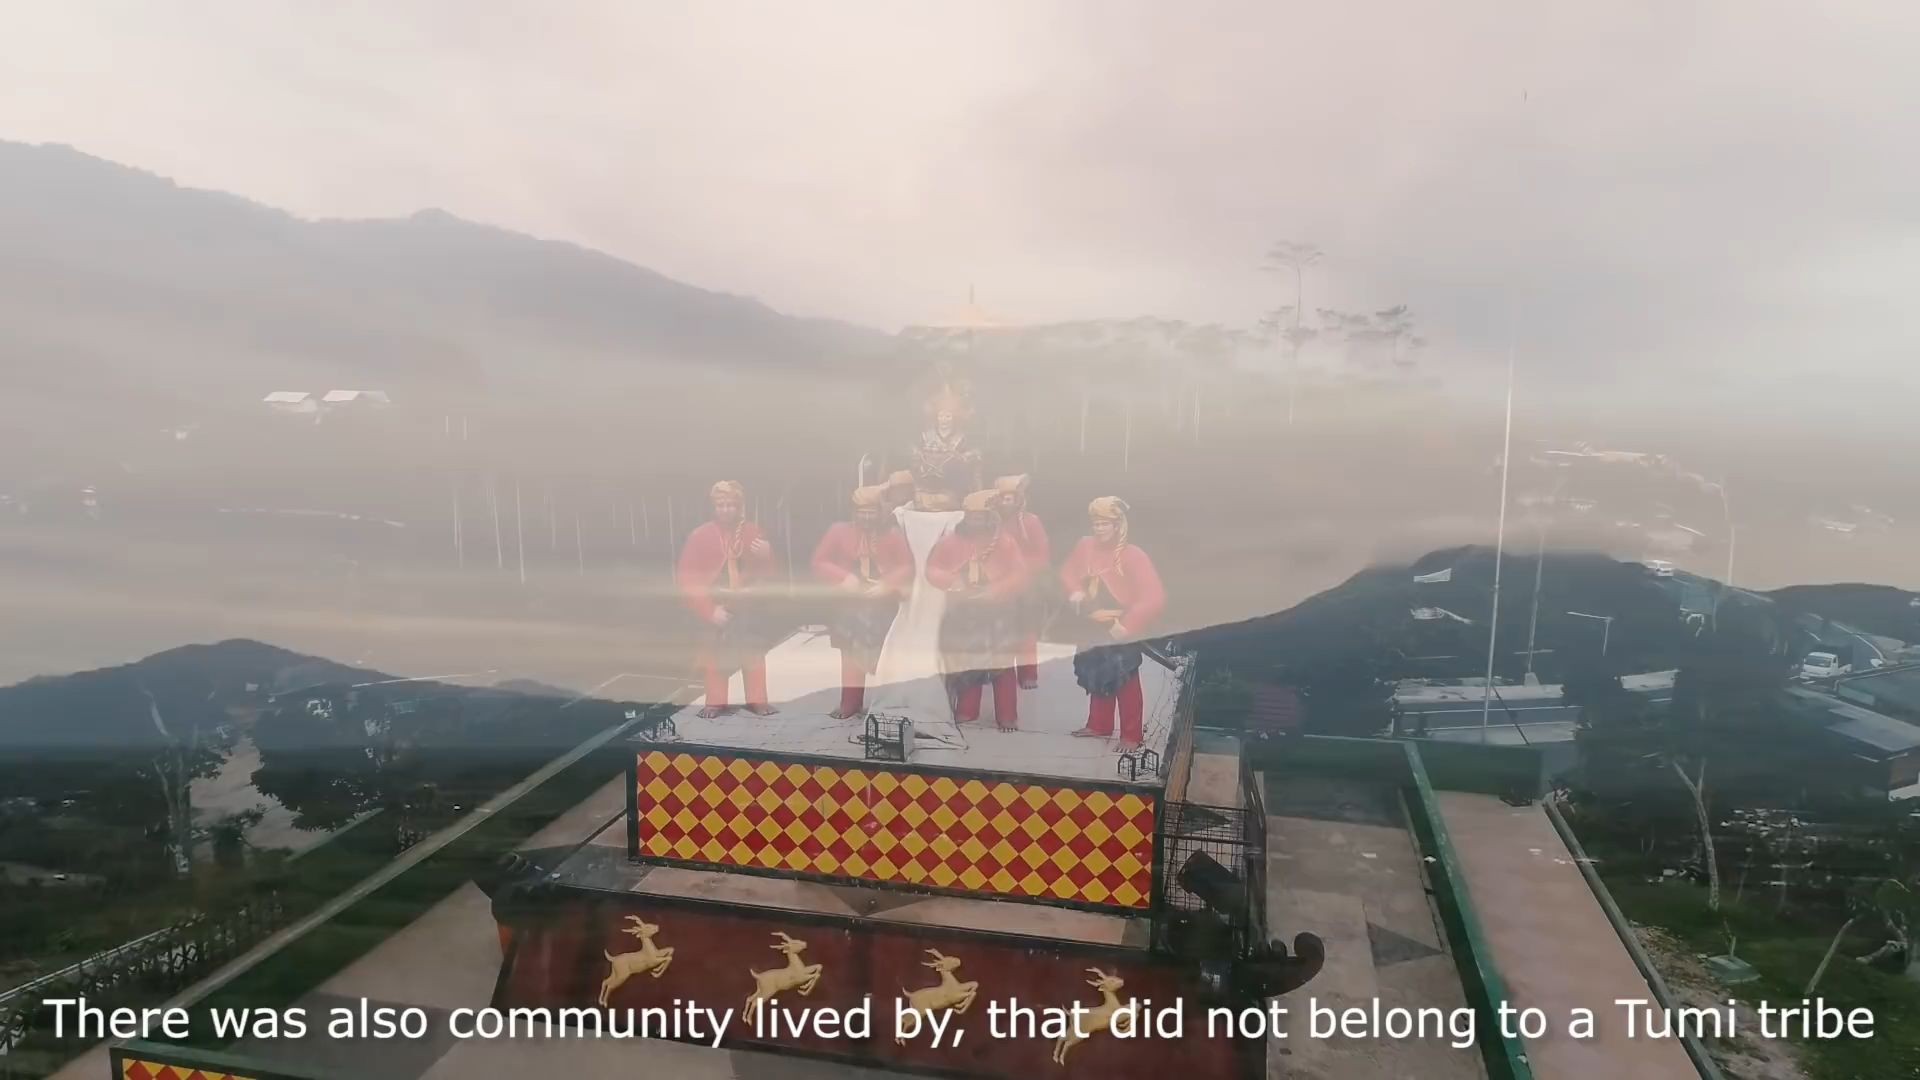 There was also community lived by, that did not belong to a Tumi tribe